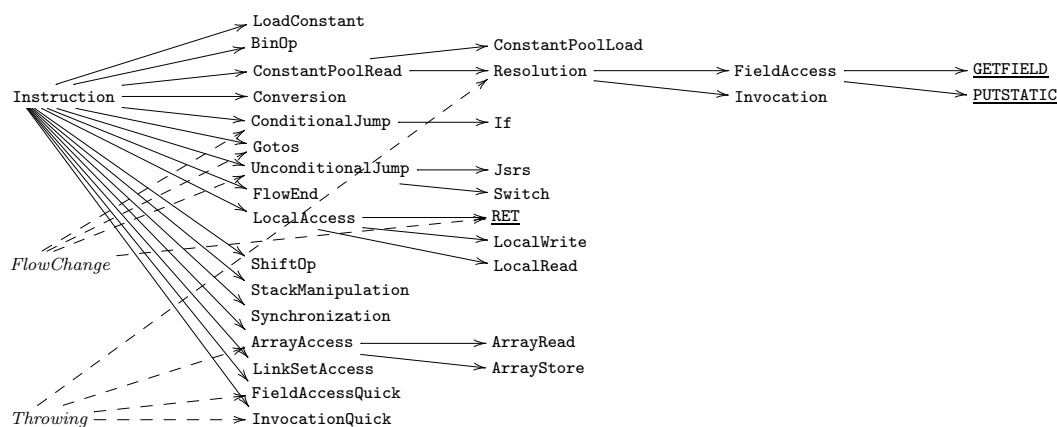 LoadConstant
BinOp
ConstantPoolLoad
ConstantPoolRead Resolution FieldAccess GETFIELD
Instruction Conversion Invocation PUTSTATIC
ConditionalJump If
Gotos
UnconditionalJump Jsrs
FlowEnd Switch
LocalAccess RET
LocalWrite
FlowChange ShiftOp LocalRead
StackManipulation
Synchronization
ArrayAccess ArrayRead
LinkSetAccess ArrayStore
FieldAccessQuick
Throwing InvocationQuick